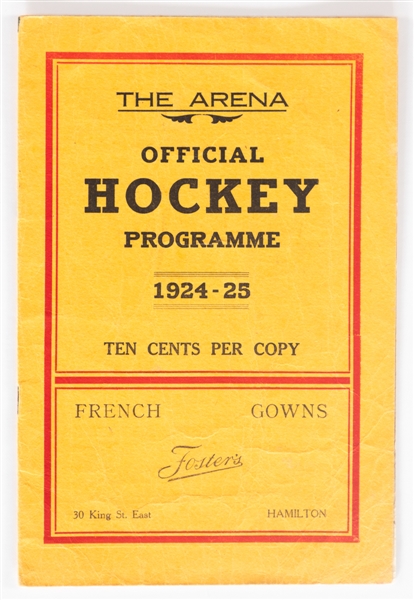 THE ARENA
OFFICIAL
HOCKEY
PROGRAMME
1924-25
TEN CENTS PER COPY
FRENCH GOWNS
Foster's
30 King St. East HAMILTON